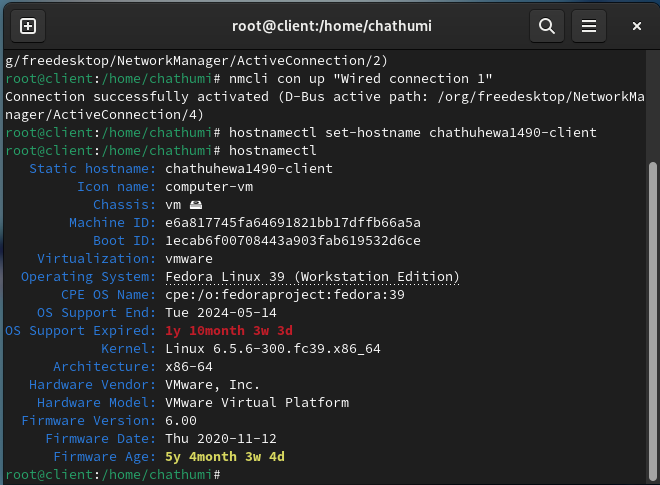 root@client:/home/chathumi
g/freedesktop/NetworkManager/ActiveConnection/2)
root@client:/home/chathumi# nmcli con up "Wired connection 1"
Connection successfully activated (D-Bus active path: /org/freedesktop/NetworkMa
nager/ActiveConnection/4)
root@client:/home/chathumi# hostnamectl set-hostname chathuhewa1490-client
root@client:/home/chathumi# hostnamectl
Static hostname: chathuhewa1490-client
Icon name: computer-vm
Chassis: vm 🖴
Machine ID: e6a817745fa64691821bb17dffb66a5a
Boot ID: 1ecab6f00708443a903fab619532d6ce
Virtualization: vmware
Operating System: Fedora Linux 39 (Workstation Edition)
CPE OS Name: cpe:/o:fedoraproject:fedora:39
OS Support End: Tue 2024-05-14
OS Support Expired: 1y 10month 3w 3d
Kernel: Linux 6.5.6-300.fc39.x86_64
Architecture: x86-64
Hardware Vendor: VMware, Inc.
Hardware Model: VMware Virtual Platform
Firmware Version: 6.00
Firmware Date: Thu 2020-11-12
Firmware Age: 5y 4month 3w 4d
root@client:/home/chathumi#